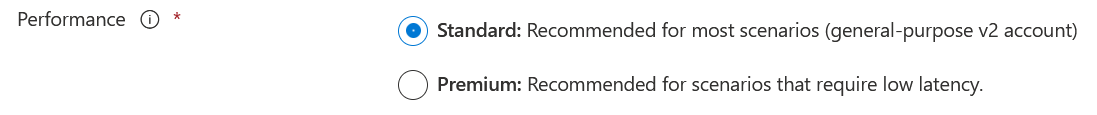 Performance ⓘ *
Standard: Recommended for most scenarios (general-purpose v2 account)
Premium: Recommended for scenarios that require low latency.